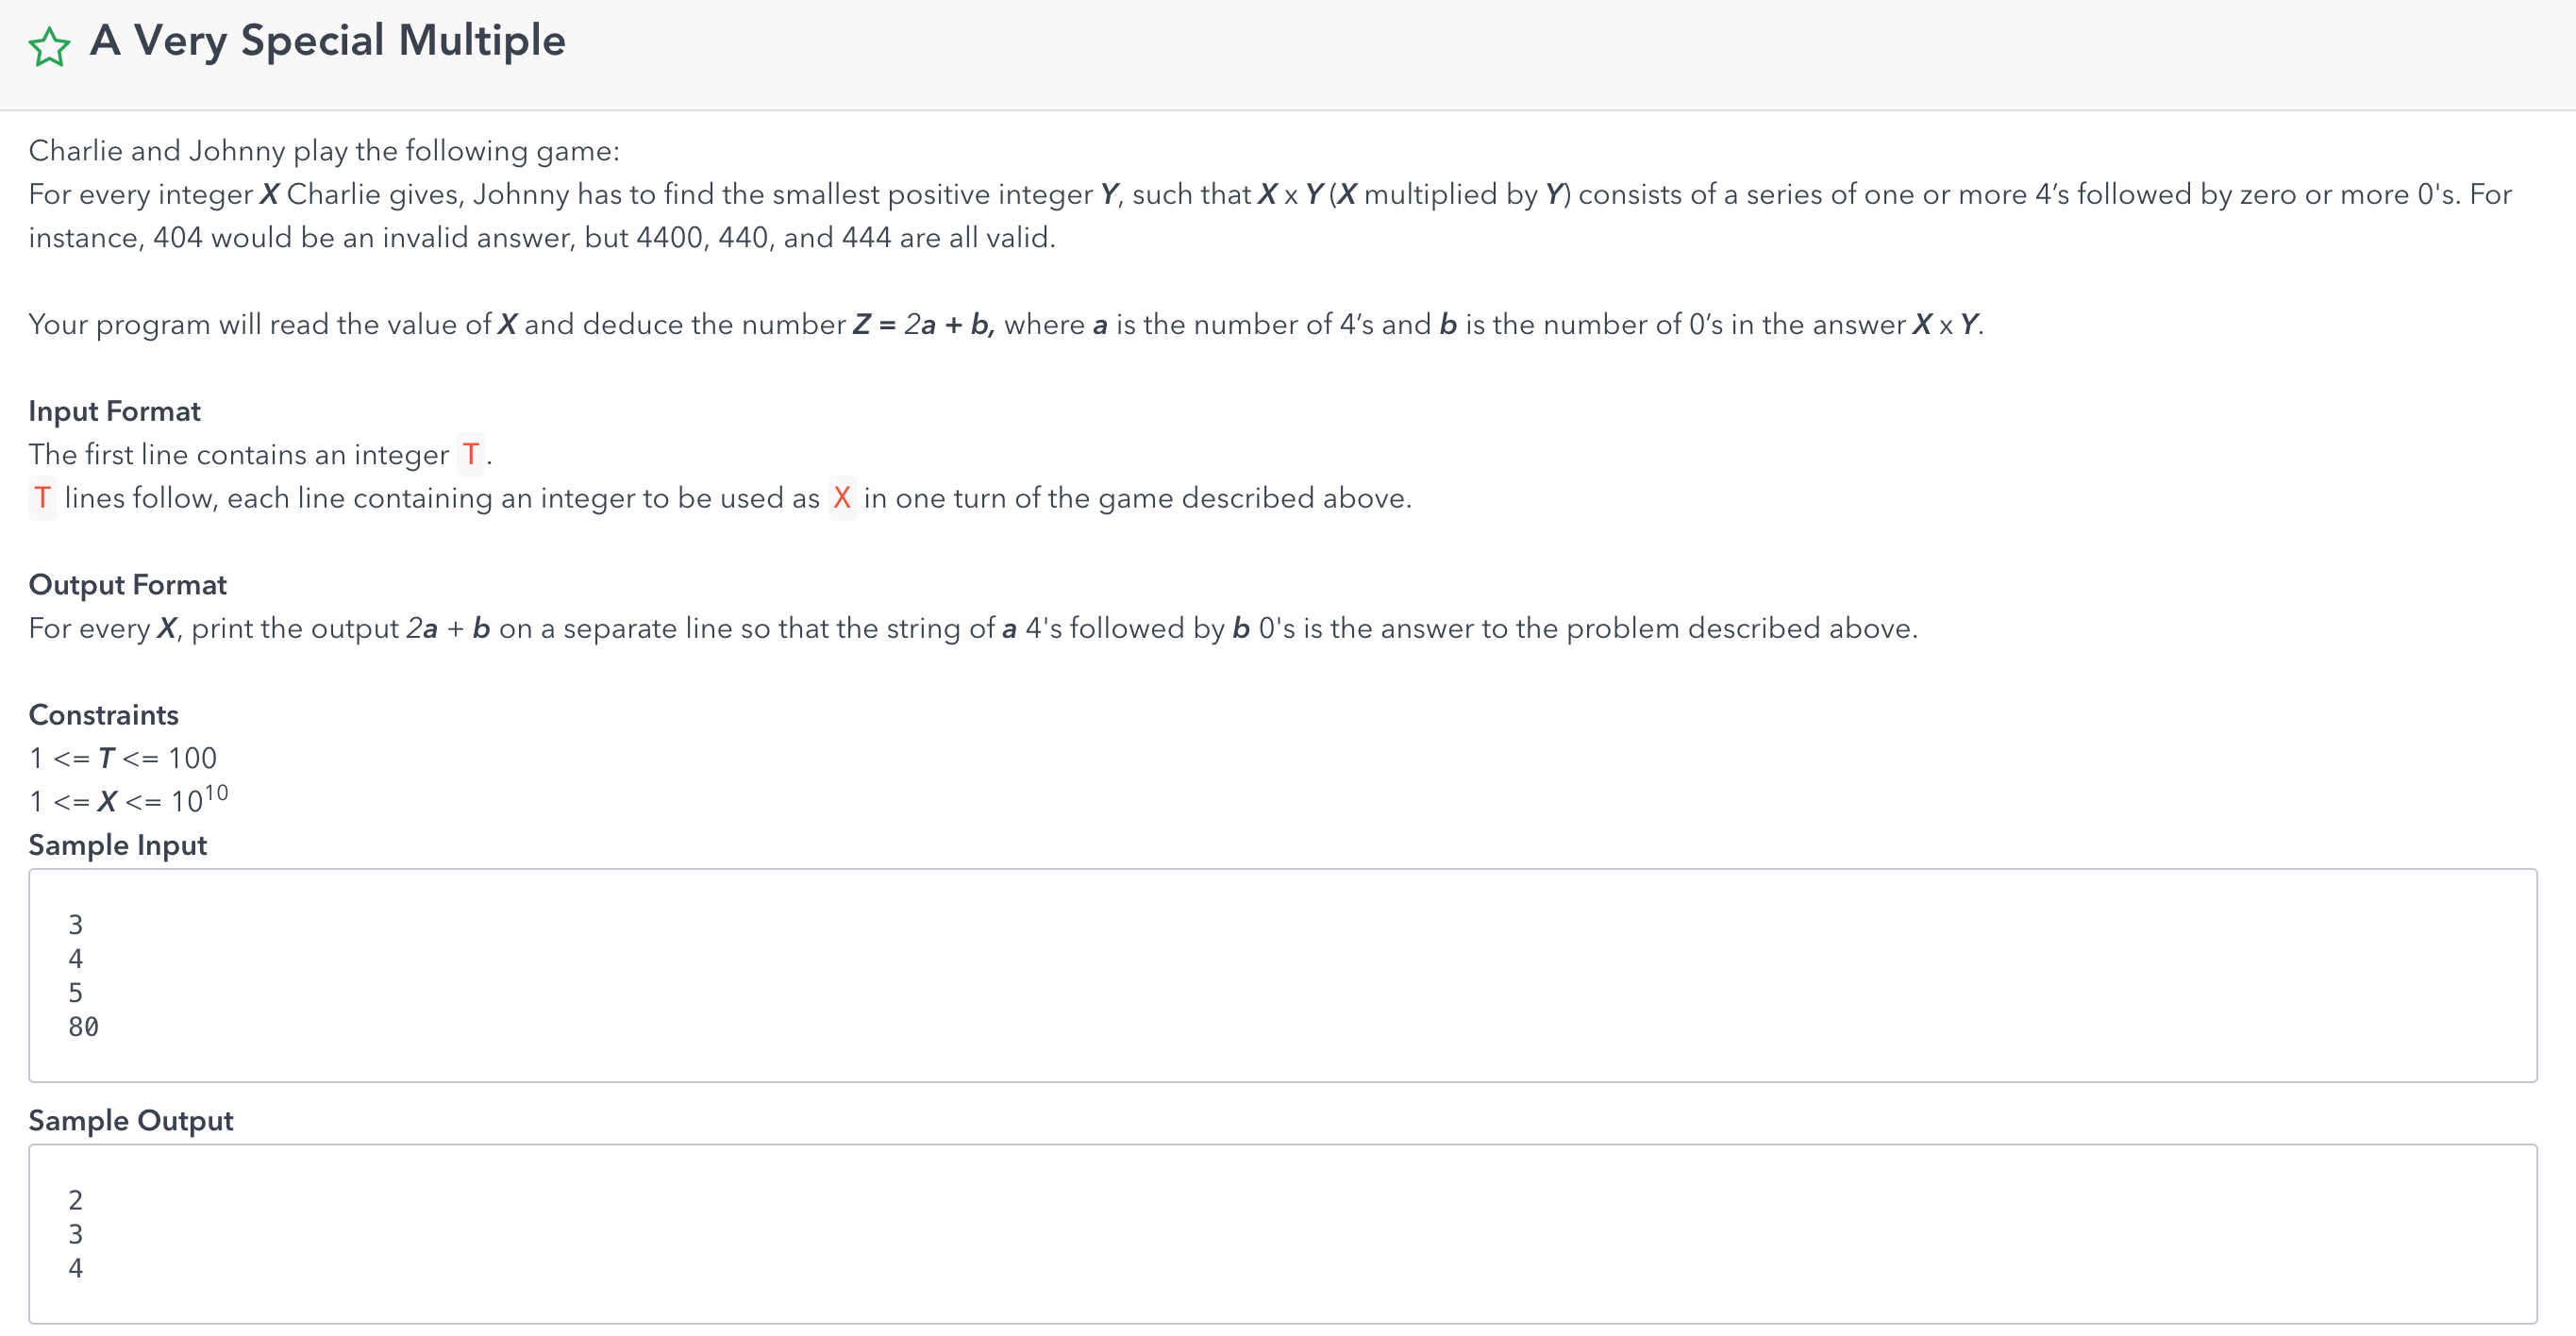 A Very Special Multiple
Charlie and Johnny play the following game:
For every integer X Charlie gives, Johnny has to find the smallest positive integer Y, such that X x Y (X multiplied by Y) consists of a series of one or more 4’s followed by zero or more 0's. For
instance, 404 would be an invalid answer, but 4400, 440, and 444 are all valid.
Your program will read the value of X and deduce the number Z = 2a + b, where a is the number of 4’s and b is the number of 0’s in the answer X x Y.
Input Format
The first line contains an integer T .
T lines follow, each line containing an integer to be used as X in one turn of the game described above.
Output Format
For every X, print the output 2a + b on a separate line so that the string of a 4's followed by b 0's is the answer to the problem described above.
Constraints
1 <= T <= 100
1 <= X <= 10^10
Sample Input
3
4
5
80
Sample Output
2
3
4